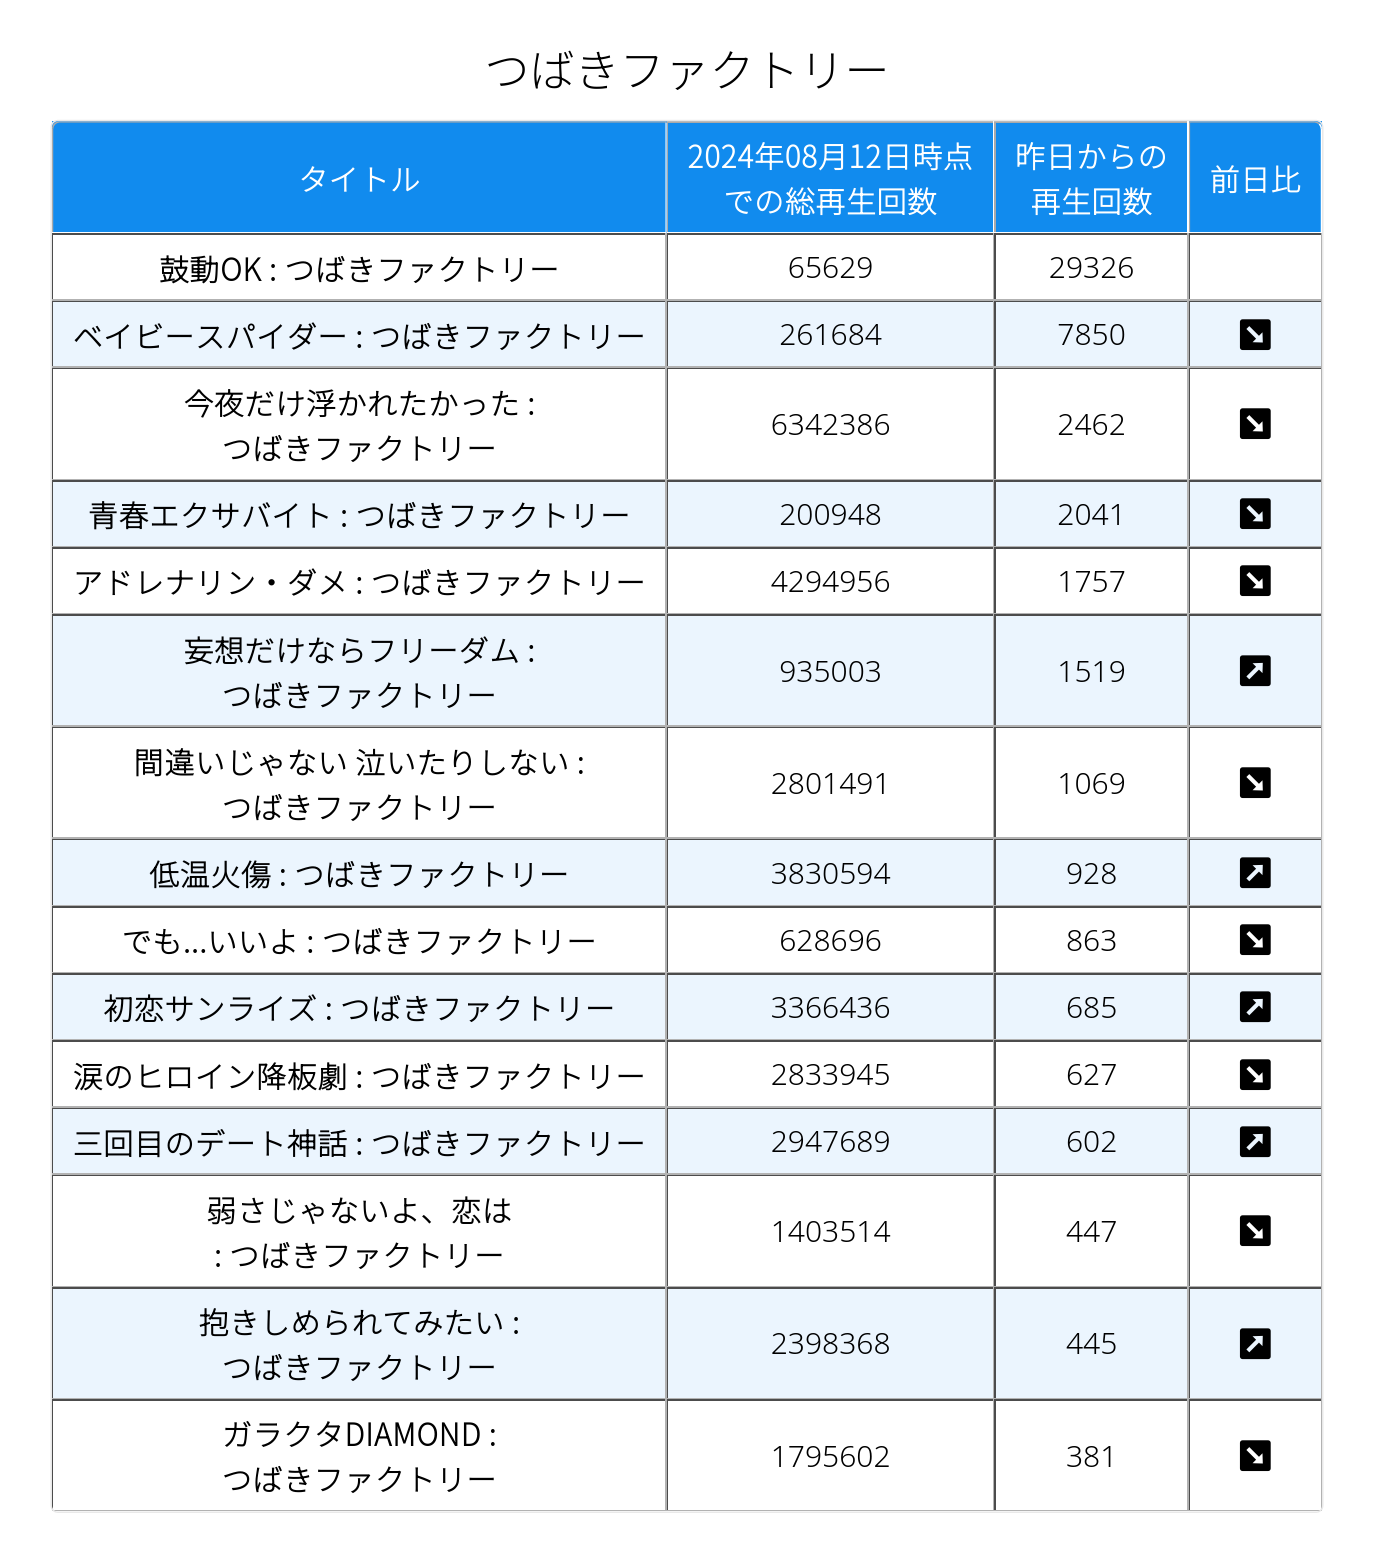 つばきファクトリー
タイトル
2024年08月12日時点
での総再生回数
昨日からの
再生回数
前日比
鼓動OK : つばきファクトリー
65629
29326
ベイビースパイダー : つばきファクトリー
261684
7850
↘
今夜だけ浮かれたかった :
つばきファクトリー
6342386
2462
↘
青春エクサバイト : つばきファクトリー
200948
2041
↘
アドレナリン・ダメ : つばきファクトリー
4294956
1757
↘
妄想だけならフリーダム :
つばきファクトリー
935003
1519
↗
間違いじゃない 泣いたりしない :
つばきファクトリー
2801491
1069
↘
低温火傷 : つばきファクトリー
3830594
928
↗
でも...いいよ : つばきファクトリー
628696
863
↘
初恋サンライズ : つばきファクトリー
3366436
685
↗
涙のヒロイン降板劇 : つばきファクトリー
2833945
627
↘
三回目のデート神話 : つばきファクトリー
2947689
602
↗
弱さじゃないよ、恋は
: つばきファクトリー
1403514
447
↘
抱きしめられてみたい :
つばきファクトリー
2398368
445
↗
ガラクタDIAMOND :
つばきファクトリー
1795602
381
↘